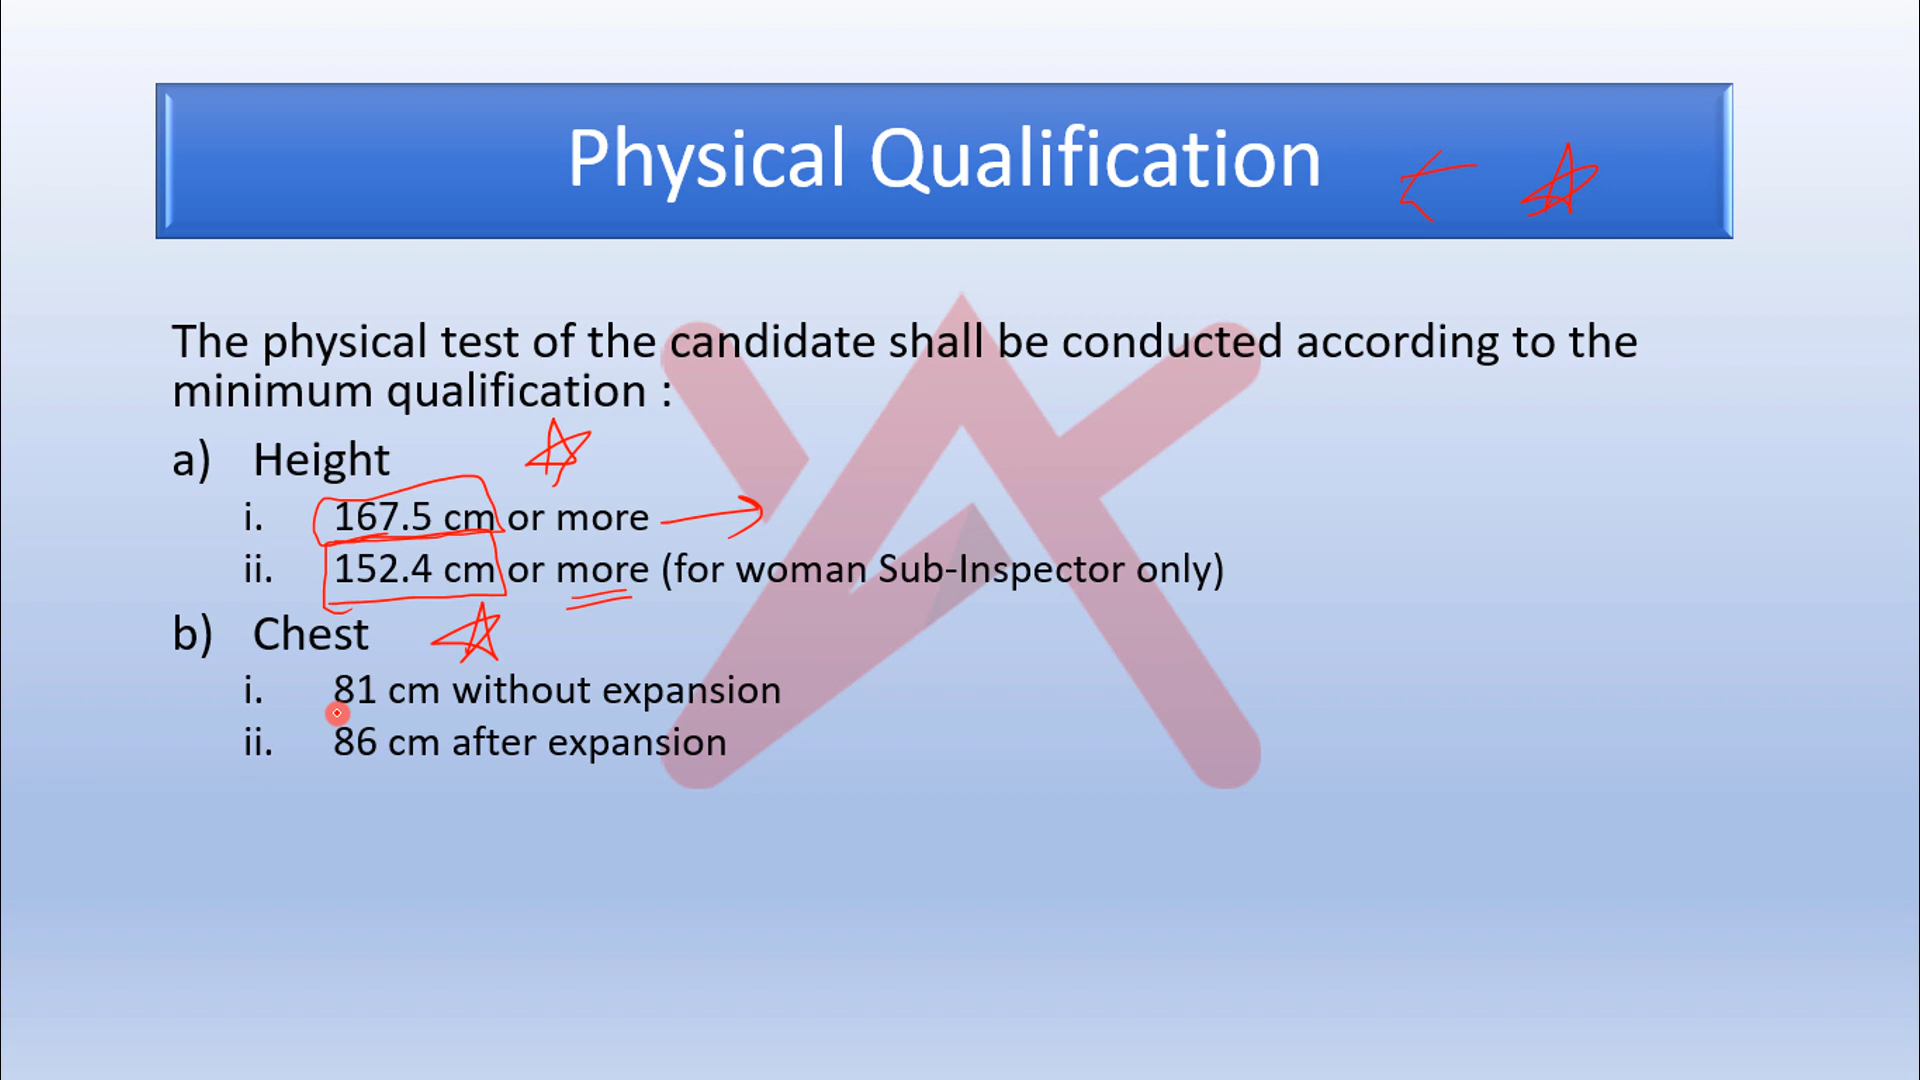 Physical Qualification
The physical test of the candidate shall be conducted according to the
minimum qualification :
a) Height
i. 167.5 cm or more
ii. 152.4 cm or more (for woman Sub-Inspector only)
b) Chest
i. 81 cm without expansion
ii. 86 cm after expansion